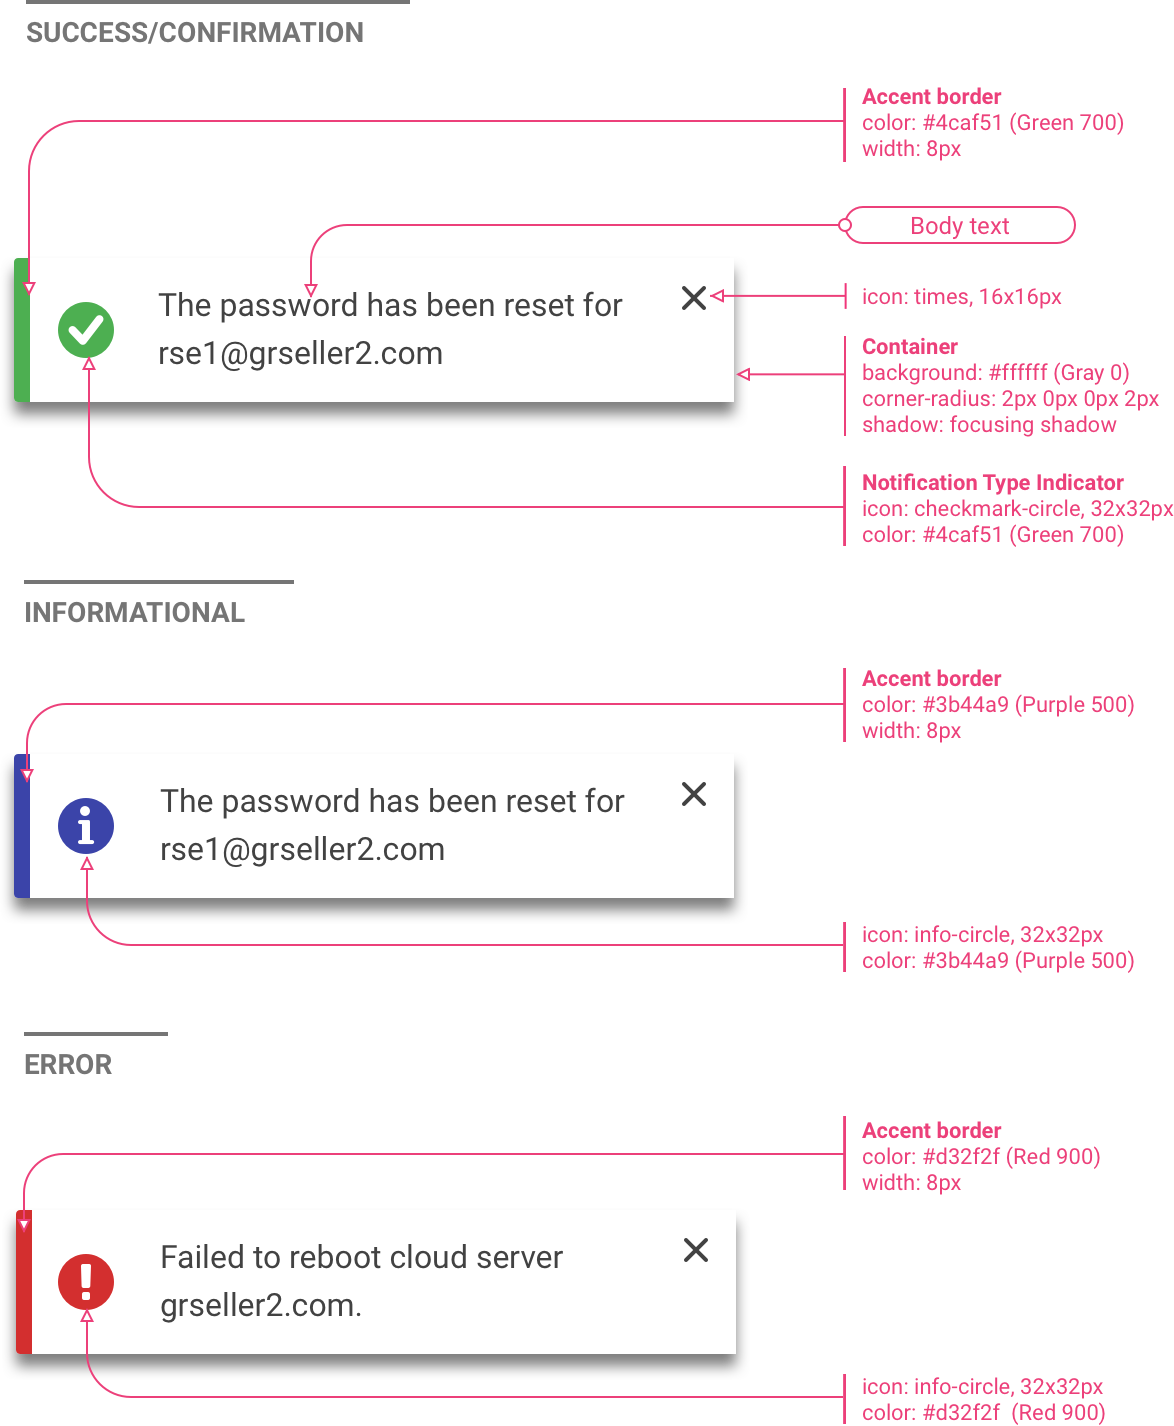 SUCCESS/CONFIRMATION
Accent border
color: #4caf51 (Green 700)
width: 8px
Body text
The password has been reset for
rse1@grseller2.com
icon: times, 16x16px
Container
background: #ffffff (Gray 0)
corner-radius: 2px 0px 0px 2px
shadow: focusing shadow
Notification Type Indicator
icon: checkmark-circle, 32x32px
color: #4caf51 (Green 700)
INFORMATIONAL
Accent border
color: #3b44a9 (Purple 500)
width: 8px
The password has been reset for
rse1@grseller2.com
icon: info-circle, 32x32px
color: #3b44a9 (Purple 500)
ERROR
Accent border
color: #d32f2f (Red 900)
width: 8px
Failed to reboot cloud server
grseller2.com.
icon: info-circle, 32x32px
color: #d32f2f  (Red 900)